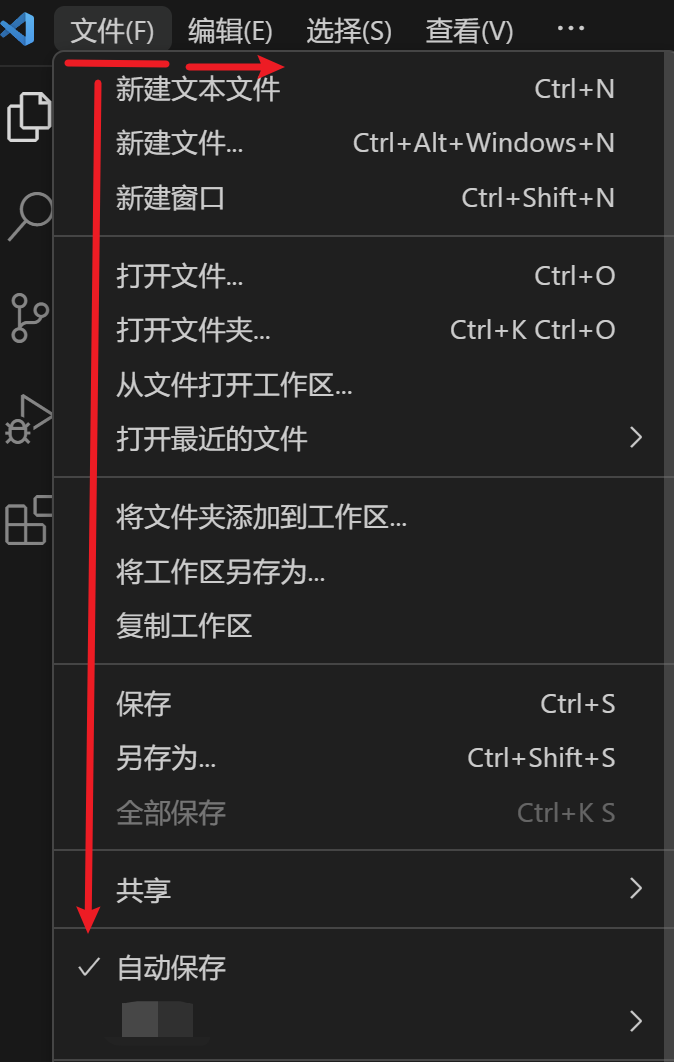 文件(F) 编辑(E) 选择(S) 查看(V) ···
新建文本文件 Ctrl+N
新建文件... Ctrl+Alt+Windows+N
新建窗口 Ctrl+Shift+N
打开文件... Ctrl+O
打开文件夹... Ctrl+K Ctrl+O
从文件打开工作区...
打开最近的文件
将文件夹添加到工作区...
将工作区另存为...
复制工作区
保存 Ctrl+S
另存为... Ctrl+Shift+S
全部保存 Ctrl+K S
共享
自动保存